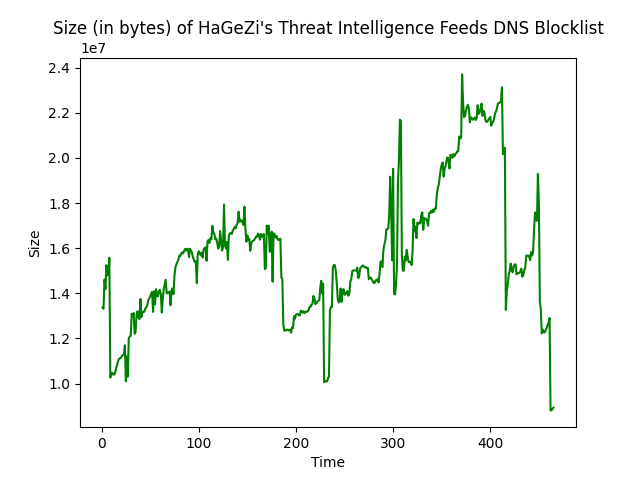 Size (in bytes) of HaGeZi's Threat Intelligence Feeds DNS Blocklist
1e7
2.4
2.2
2.0
1.8
1.6
1.4
1.2
1.0
Size
0 100 200 300 400
Time